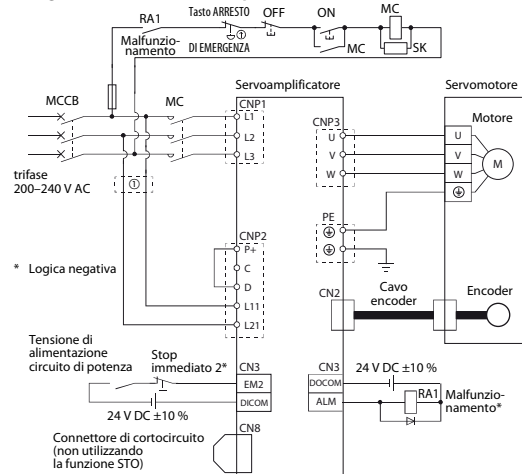 RA1
Tasto ARRESTO
OFF
ON
MC
Malfunzio-
namento
①
DI EMERGENZA
MC
SK
Servoamplificatore
Servomotore
MCCB
MC
CNP1
L1
L2
L3
CNP3
U
V
W
Motore
U
V
W
M
trifase
200–240 V AC
①
PE
CNP2
P+
C
D
L11
L21
* Logica negativa
CN2
Cavo
encoder
Encoder
Tensione di
alimentazione
circuito di potenza
Stop
immediato 2*
CN3
EM2
DICOM
24 V DC ±10 %
CN3
DOCOM
ALM
24 V DC ±10 %
RA1
Malfunzio-
namento*
CN8
Connettore di cortocircuito
(non utilizzando
la funzione STO)